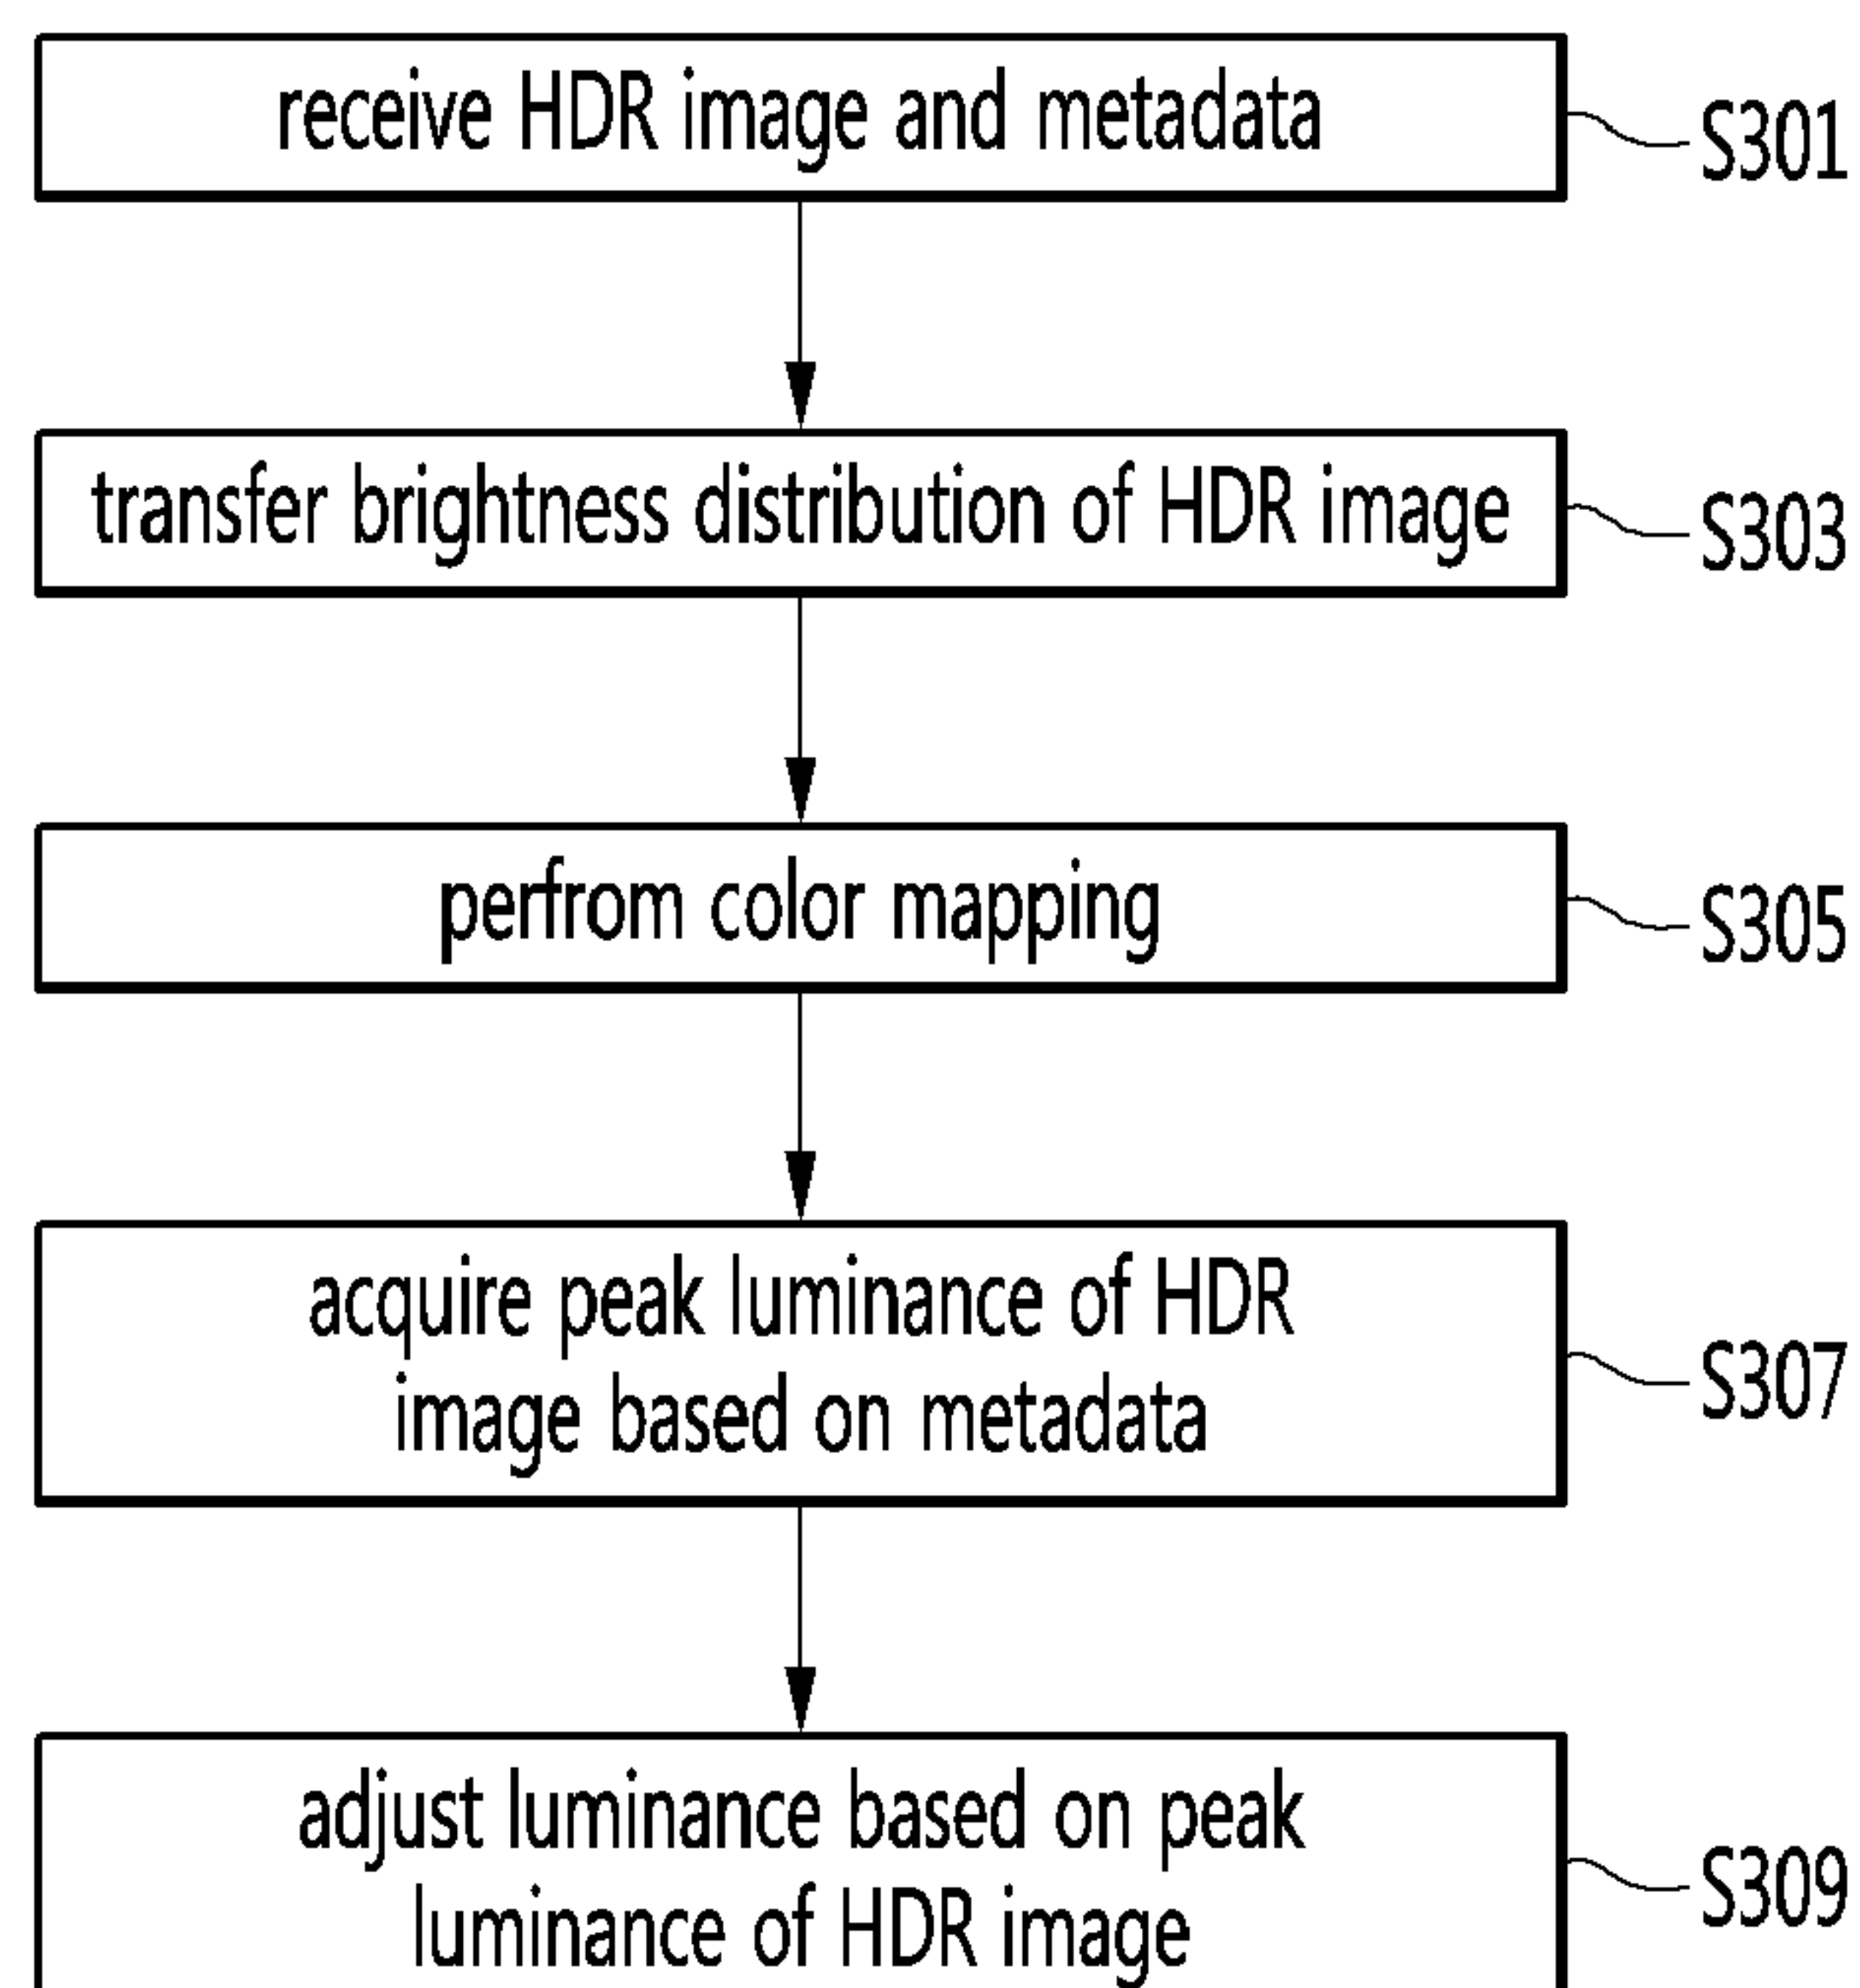 receive HDR image and metadata
S301
transfer brightness distribution of HDR image
S303
perfrom color mapping
S305
acquire peak luminance of HDR
image based on metadata
S307
adjust luminance based on peak
luminance of HDR image
S309